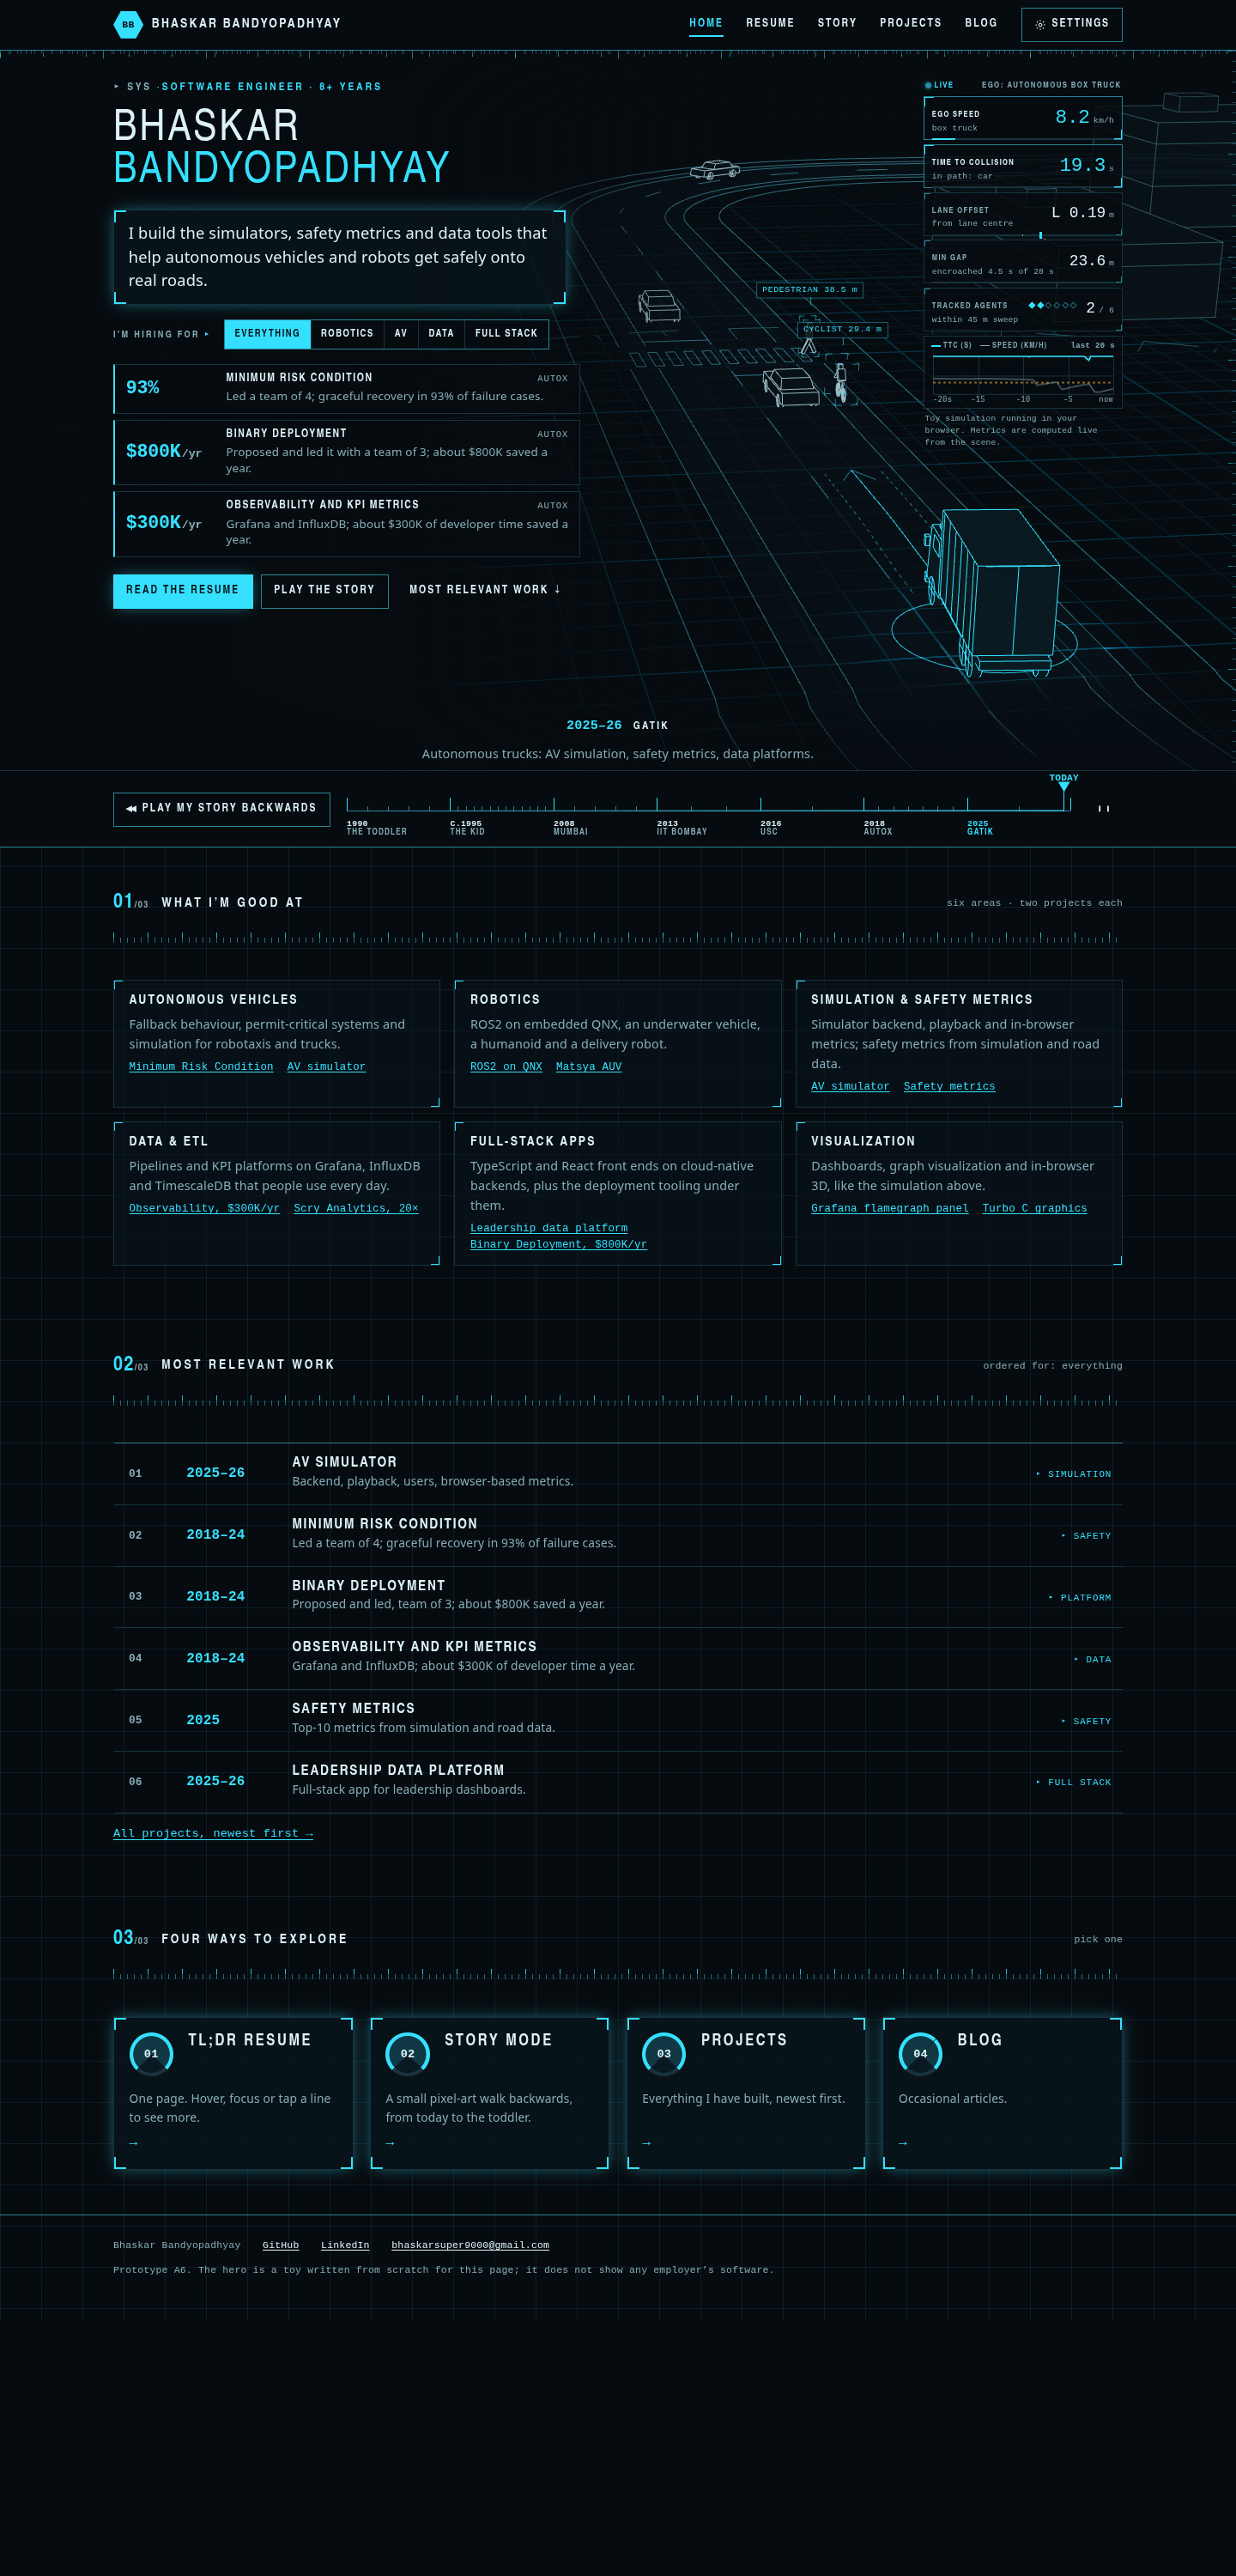 BB BHASKAR BANDYOPADHYAY
HOME RESUME STORY PROJECTS BLOG SETTINGS
SYS · SOFTWARE ENGINEER · 8+ YEARS
BHASKAR
BANDYOPADHYAY
I build the simulators, safety metrics and data tools that
help autonomous vehicles and robots get safely onto
real roads.
I'M HIRING FOR ▸ EVERYTHING ROBOTICS AV DATA FULL STACK
93% MINIMUM RISK CONDITION AUTOX
Led a team of 4; graceful recovery in 93% of failure cases.
$800K/yr BINARY DEPLOYMENT AUTOX
Proposed and led it with a team of 3; about $800K saved a
year.
$300K/yr OBSERVABILITY AND KPI METRICS AUTOX
Grafana and InfluxDB; about $300K of developer time saved a
year.
READ THE RESUME PLAY THE STORY MOST RELEVANT WORK ↓
LIVE EGO: AUTONOMOUS BOX TRUCK
EGO SPEED 8.2 km/h
box truck
TIME TO COLLISION 19.3 s
in path: car
LANE OFFSET L 0.19 m
from lane centre
MIN GAP 23.6 m
encroached 4.5 s of 20 s
TRACKED AGENTS ◆◆◇◇◇◇ 2 / 6
within 45 m sweep
TTC (S) SPEED (KM/H) last 20 s
-20s -15 -10 -5 now
Toy simulation running in your
browser. Metrics are computed live
from the scene.
PEDESTRIAN 38.5 m
CYCLIST 29.4 m
2025–26 GATIK
Autonomous trucks: AV simulation, safety metrics, data platforms.
◀◀ PLAY MY STORY BACKWARDS
TODAY
1990 C.1995 2008 2013 2016 2018 2025
THE TODDLER THE KID MUMBAI IIT BOMBAY USC AUTOX GATIK
01/03 WHAT I'M GOOD AT six areas · two projects each
AUTONOMOUS VEHICLES
Fallback behaviour, permit-critical systems and
simulation for robotaxis and trucks.
Minimum Risk Condition AV simulator
ROBOTICS
ROS2 on embedded QNX, an underwater vehicle,
a humanoid and a delivery robot.
ROS2 on QNX Matsya AUV
SIMULATION & SAFETY METRICS
Simulator backend, playback and in-browser
metrics; safety metrics from simulation and road
data.
AV simulator Safety metrics
DATA & ETL
Pipelines and KPI platforms on Grafana, InfluxDB
and TimescaleDB that people use every day.
Observability, $300K/yr Scry Analytics, 20×
FULL-STACK APPS
TypeScript and React front ends on cloud-native
backends, plus the deployment tooling under
them.
Leadership data platform
Binary Deployment, $800K/yr
VISUALIZATION
Dashboards, graph visualization and in-browser
3D, like the simulation above.
Grafana flamegraph panel Turbo C graphics
02/03 MOST RELEVANT WORK ordered for: everything
01 2025–26 AV SIMULATOR ▸ SIMULATION
Backend, playback, users, browser-based metrics.
02 2018–24 MINIMUM RISK CONDITION ▸ SAFETY
Led a team of 4; graceful recovery in 93% of failure cases.
03 2018–24 BINARY DEPLOYMENT ▸ PLATFORM
Proposed and led, team of 3; about $800K saved a year.
04 2018–24 OBSERVABILITY AND KPI METRICS ▸ DATA
Grafana and InfluxDB; about $300K of developer time a year.
05 2025 SAFETY METRICS ▸ SAFETY
Top-10 metrics from simulation and road data.
06 2025–26 LEADERSHIP DATA PLATFORM ▸ FULL STACK
Full-stack app for leadership dashboards.
All projects, newest first →
03/03 FOUR WAYS TO EXPLORE pick one
01 TL;DR RESUME
One page. Hover, focus or tap a line
to see more.
→
02 STORY MODE
A small pixel-art walk backwards,
from today to the toddler.
→
03 PROJECTS
Everything I have built, newest first.
→
04 BLOG
Occasional articles.
→
Bhaskar Bandyopadhyay GitHub LinkedIn bhaskarsuper9000@gmail.com
Prototype A6. The hero is a toy written from scratch for this page; it does not show any employer's software.